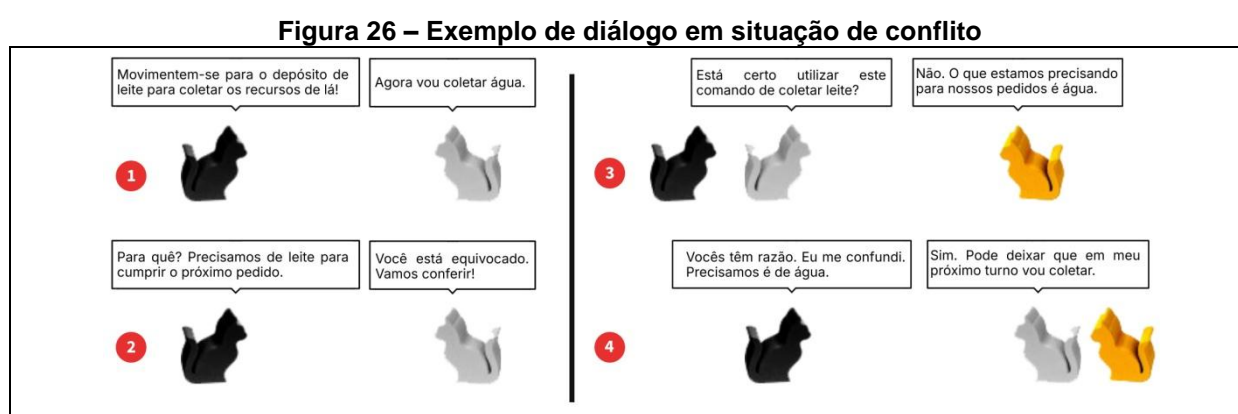 Figura 26 – Exemplo de diálogo em situação de conflito
Movimentem-se para o depósito de
leite para coletar os recursos de lá!
Agora vou coletar água.
1
Para quê? Precisamos de leite para
cumprir o próximo pedido.
Você está equivocado.
Vamos conferir!
2
Está certo utilizar este
comando de coletar leite?
Não. O que estamos precisando
para nossos pedidos é água.
3
Vocês têm razão. Eu me confundi.
Precisamos é de água.
Sim. Pode deixar que em meu
próximo turno vou coletar.
4